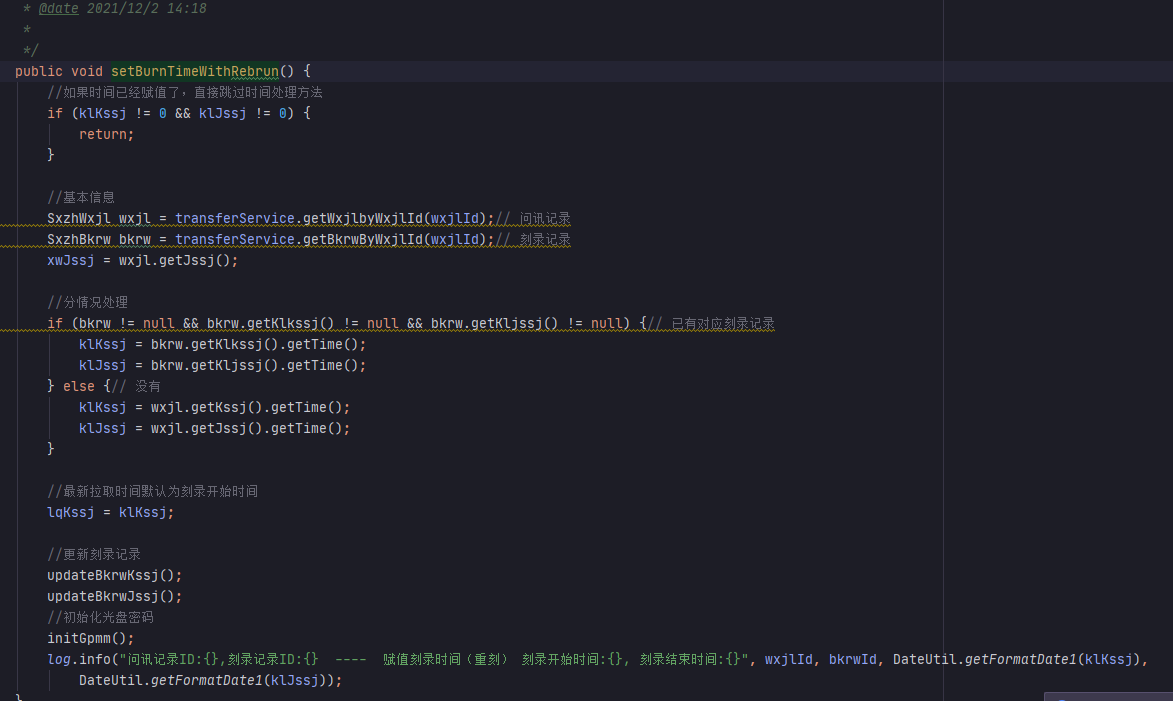 * @date 2021/12/2 14:18
*
*/
public void setBurnTimeWithRebrun() {
//如果时间已经赋值了，直接跳过时间处理方法
if (klKssj != 0 && klJssj != 0) {
return;
}
//基本信息
SxzhWxjl wxjl = transferService.getWxjlbyWxjlId(wxjlId);// 问讯记录
SxzhBkrw bkrw = transferService.getBkrwByWxjlId(wxjlId);// 刻录记录
xwJssj = wxjl.getJssj();
//分情况处理
if (bkrw != null && bkrw.getKlkssj() != null && bkrw.getKljssj() != null) {// 已有对应刻录记录
klKssj = bkrw.getKlkssj().getTime();
klJssj = bkrw.getKljssj().getTime();
} else {// 没有
klKssj = wxjl.getKssj().getTime();
klJssj = wxjl.getJssj().getTime();
}
//最新拉取时间默认为刻录开始时间
lqKssj = klKssj;
//更新刻录记录
updateBkrwKssj();
updateBkrwJssj();
//初始化光盘密码
initGpmm();
log.info("问讯记录ID:{},刻录记录ID:{}  ----  赋值刻录时间（重刻） 刻录开始时间:{}, 刻录结束时间:{}", wxjlId, bkrwId, DateUtil.getFormatDate1(klKssj),
DateUtil.getFormatDate1(klJssj));
}